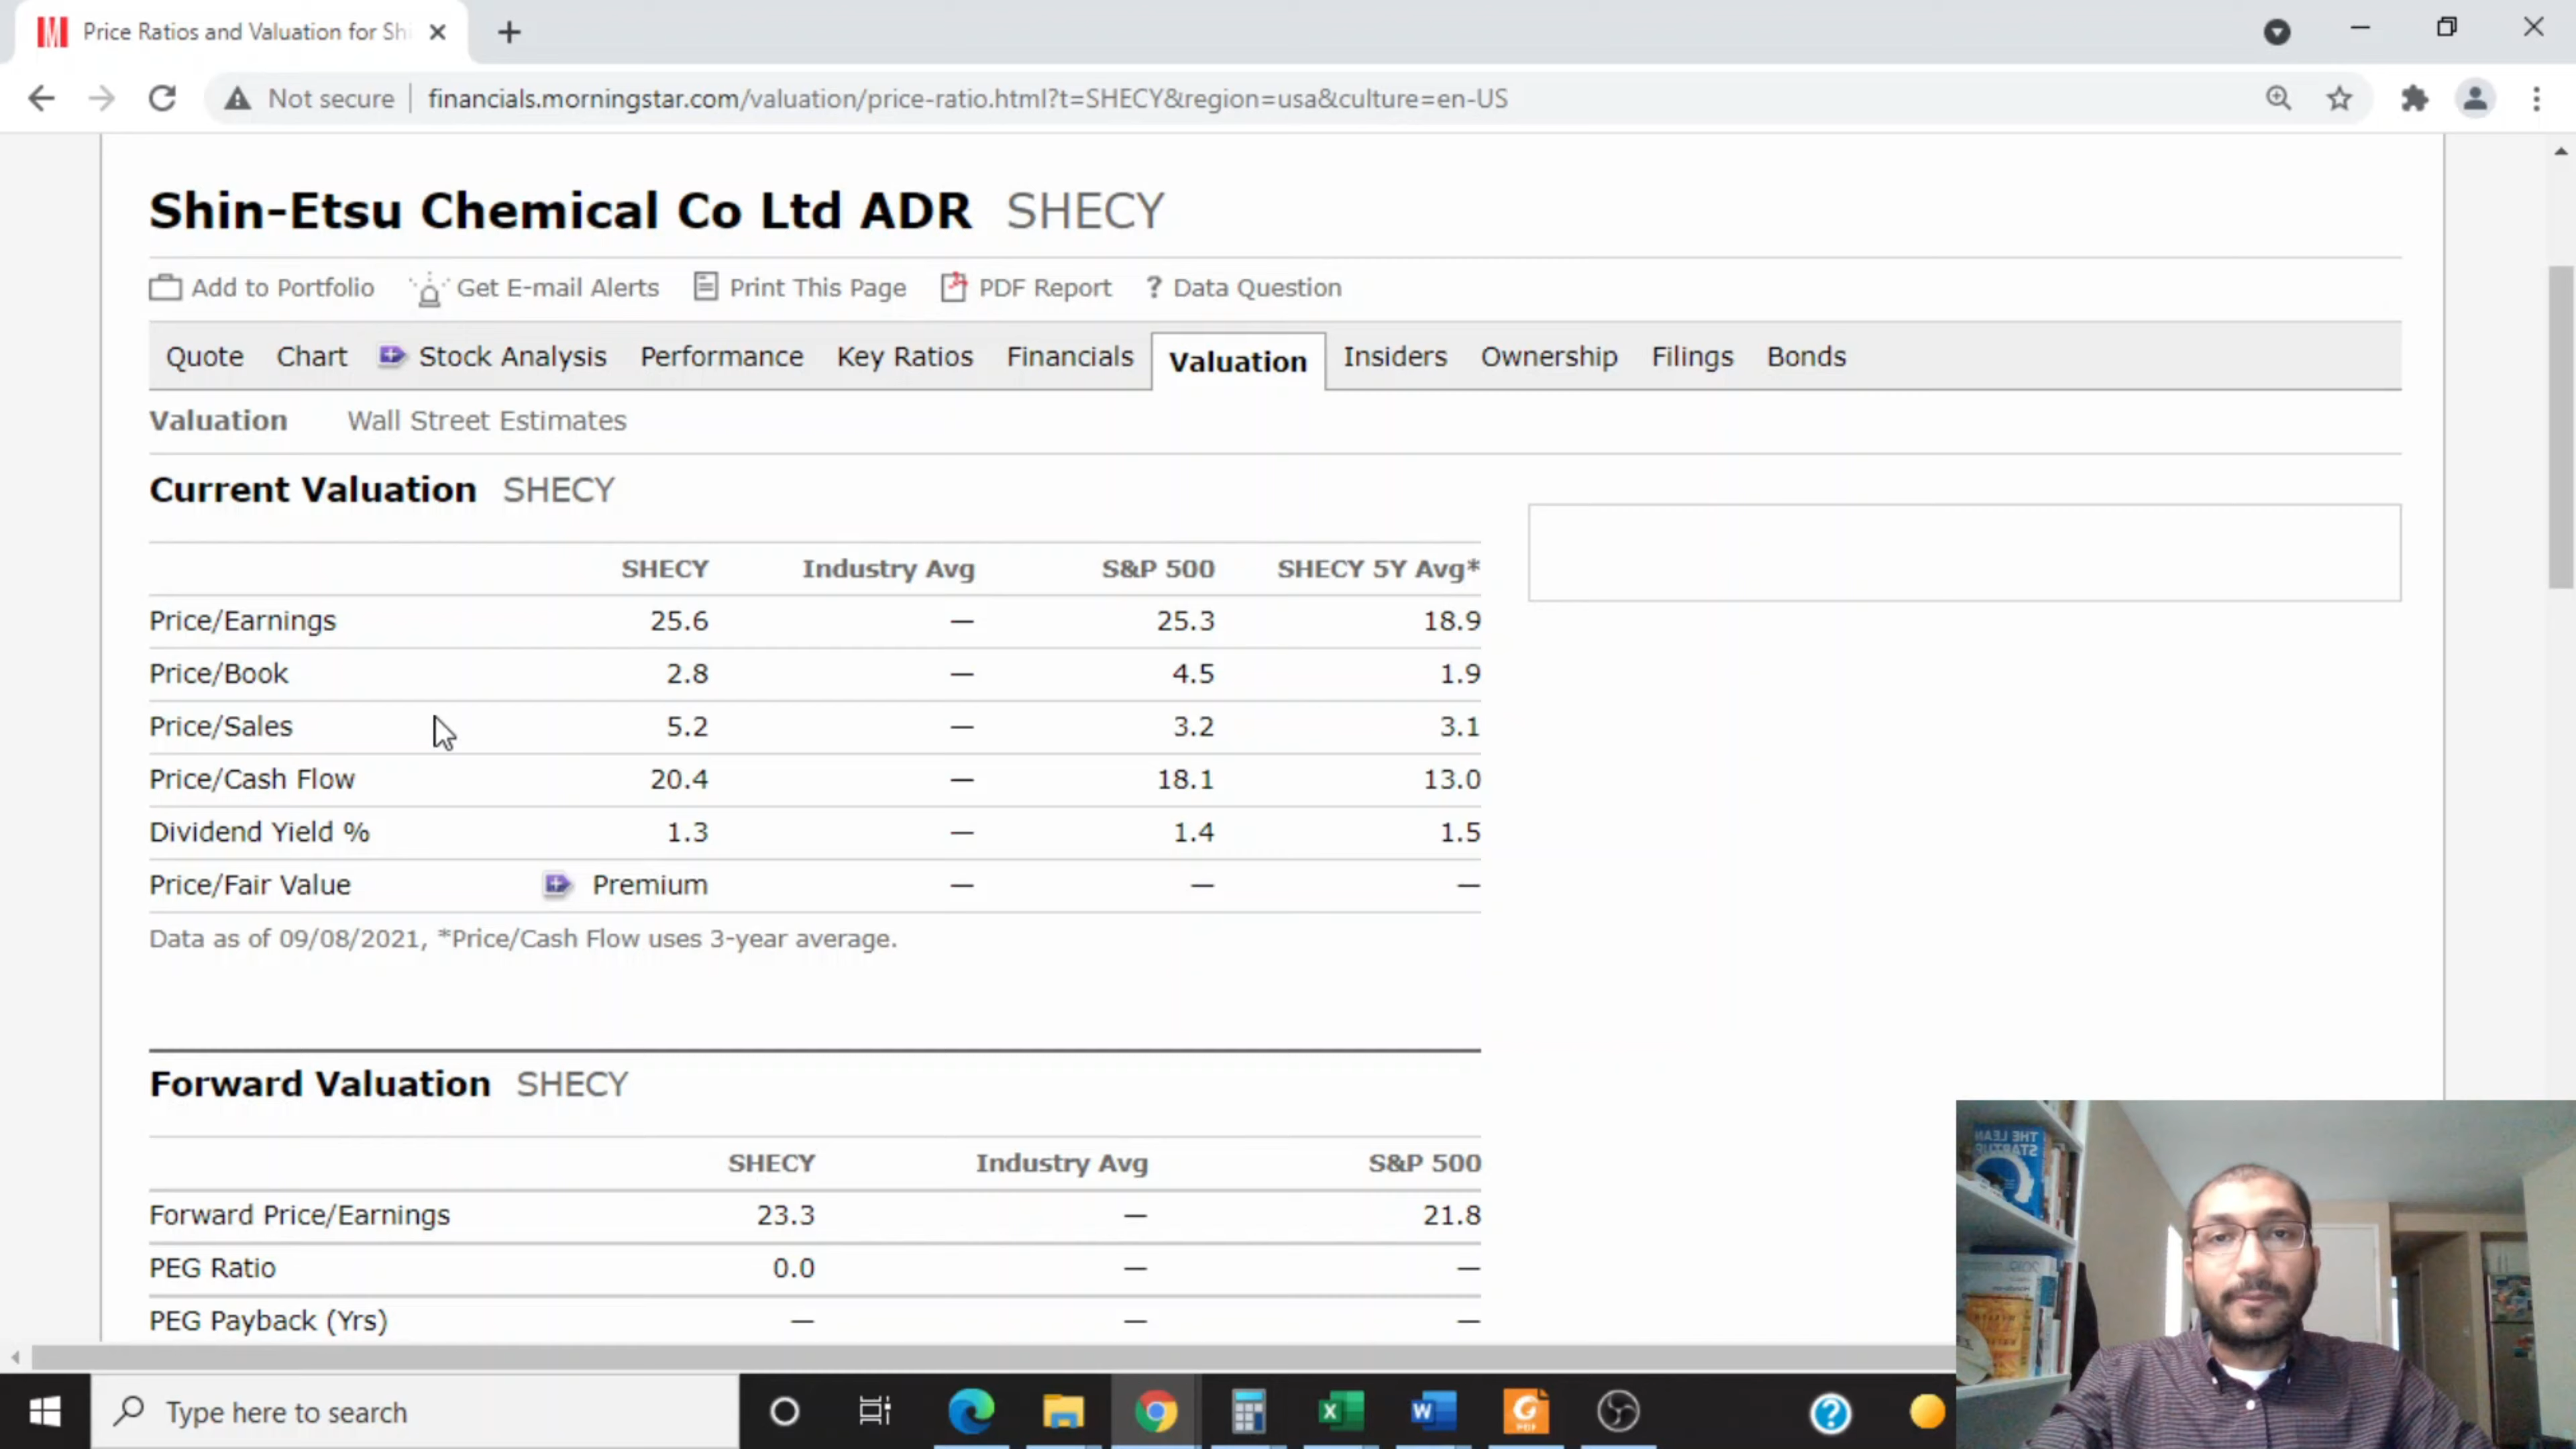 Price Ratios and Valuation for Shi
Not secure financials.morningstar.com/valuation/price-ratio.html?t=SHECY&region=usa&culture=en-US
Shin-Etsu Chemical Co Ltd ADR SHECY
Add to Portfolio Get E-mail Alerts Print This Page PDF Report ? Data Question
Quote Chart Stock Analysis Performance Key Ratios Financials Valuation Insiders Ownership Filings Bonds
Valuation Wall Street Estimates
Current Valuation SHECY
SHECY Industry Avg S&P 500 SHECY 5Y Avg*
Price/Earnings 25.6 — 25.3 18.9
Price/Book 2.8 — 4.5 1.9
Price/Sales 5.2 — 3.2 3.1
Price/Cash Flow 20.4 — 18.1 13.0
Dividend Yield % 1.3 — 1.4 1.5
Price/Fair Value Premium — — —
Data as of 09/08/2021, *Price/Cash Flow uses 3-year average.
Forward Valuation SHECY
SHECY Industry Avg S&P 500
Forward Price/Earnings 23.3 — 21.8
PEG Ratio 0.0 — —
PEG Payback (Yrs) — — —
THE LEAN
STARTUP
Type here to search